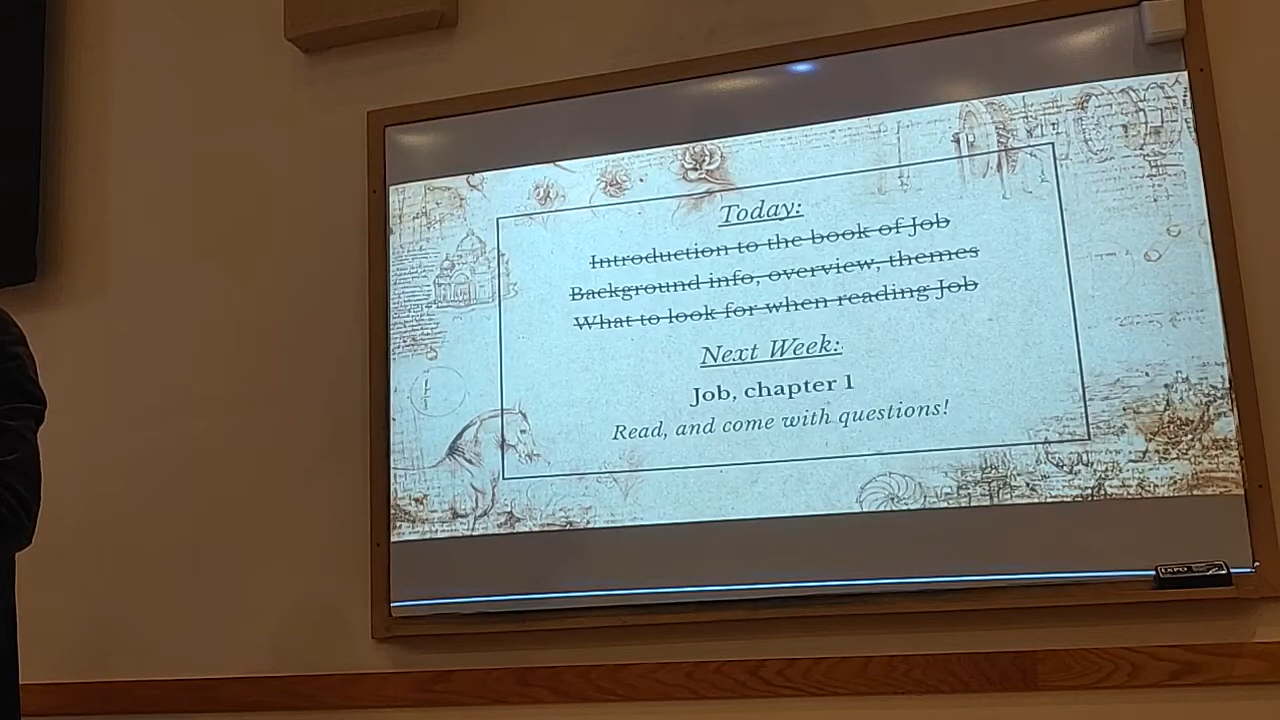 Today:
Introduction to the book of Job
Background info, overview, themes
What to look for when reading Job
Next Week:
Job, chapter 1
Read, and come with questions!
EXPO